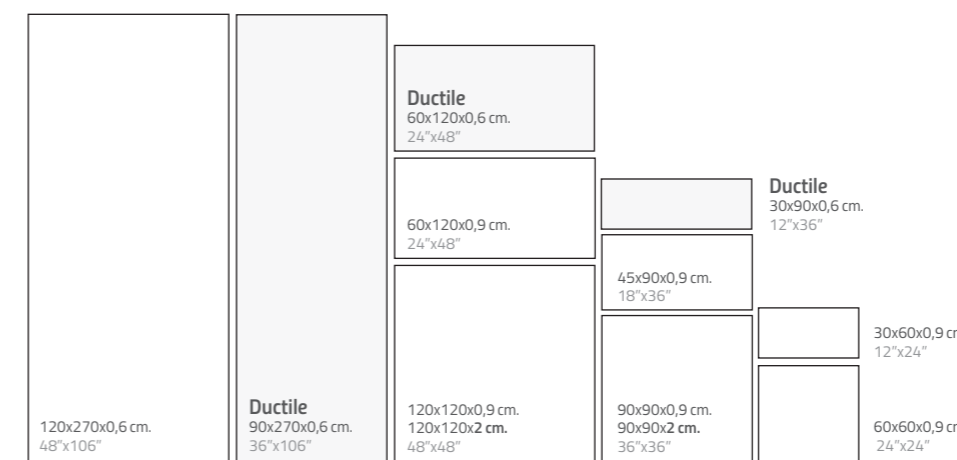 120x270x0,6 cm.
48”x106”
Ductile
90x270x0,6 cm.
36”x106”
Ductile
60x120x0,6 cm.
24”x48”
60x120x0,9 cm.
24”x48”
120x120x0,9 cm.
120x120x2 cm.
48”x48”
Ductile
30x90x0,6 cm.
12”x36”
45x90x0,9 cm.
18”x36”
90x90x0,9 cm.
90x90x2 cm.
36”x36”
30x60x0,9 cm
12”x24”
60x60x0,9 cm
24”x24”